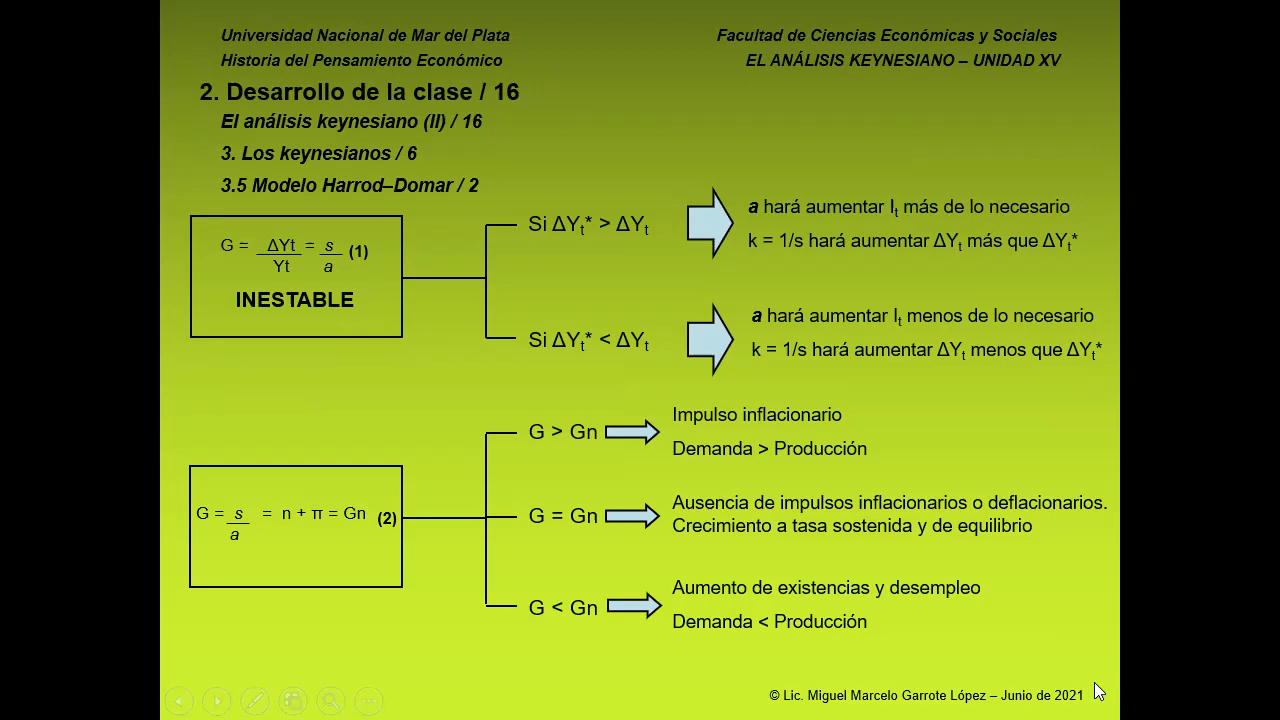 Universidad Nacional de Mar del Plata
Historia del Pensamiento Económico
Facultad de Ciencias Económicas y Sociales
EL ANÁLISIS KEYNESIANO – UNIDAD XV
2. Desarrollo de la clase / 16
El análisis keynesiano (II) / 16
3. Los keynesianos / 6
3.5 Modelo Harrod–Domar / 2
G = ΔYt = s (1)
Yt a
INESTABLE
Si ΔYt* > ΔYt
a hará aumentar It más de lo necesario
k = 1/s hará aumentar ΔYt más que ΔYt*
Si ΔYt* < ΔYt
a hará aumentar It menos de lo necesario
k = 1/s hará aumentar ΔYt menos que ΔYt*
G = s = n + π = Gn (2)
a
G > Gn
Impulso inflacionario
Demanda > Producción
G = Gn
Ausencia de impulsos inflacionarios o deflacionarios.
Crecimiento a tasa sostenida y de equilibrio
G < Gn
Aumento de existencias y desempleo
Demanda < Producción
© Lic. Miguel Marcelo Garrote López – Junio de 2021